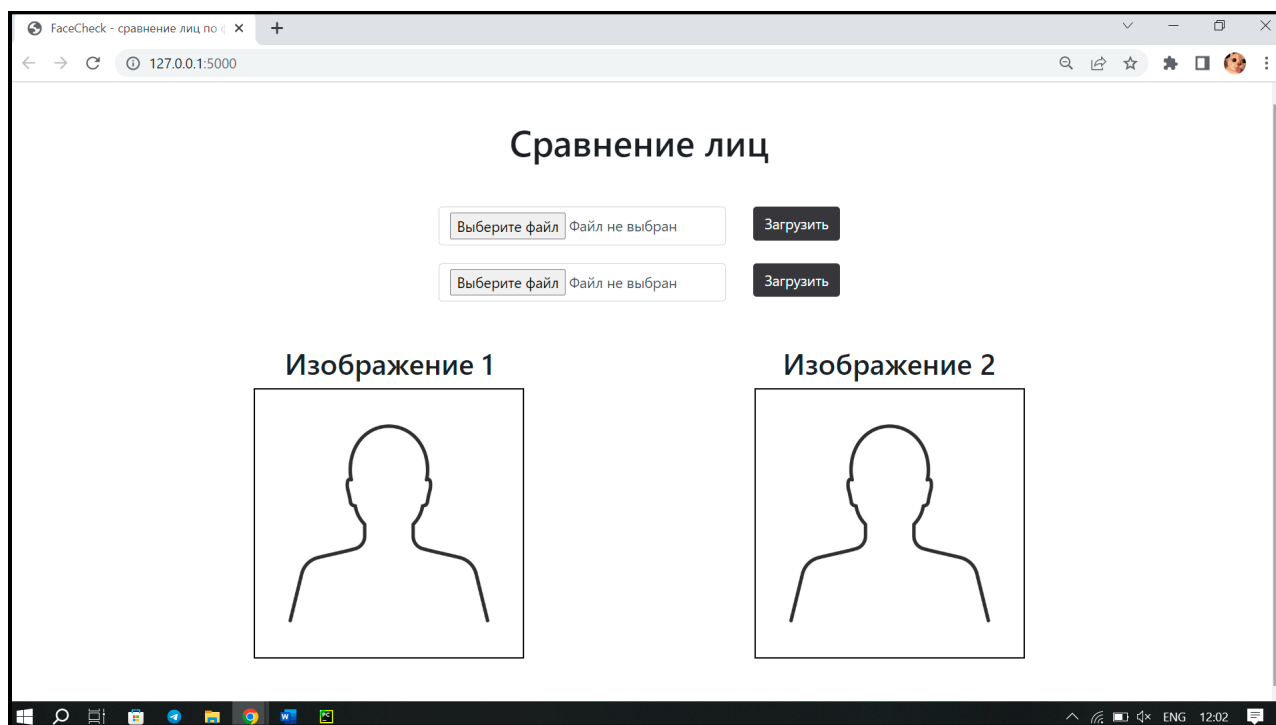 FaceCheck - сравнение лиц по
127.0.0.1:5000
Сравнение лиц
Выберите файл Файл не выбран Загрузить
Выберите файл Файл не выбран Загрузить
Изображение 1 Изображение 2
ENG 12:02